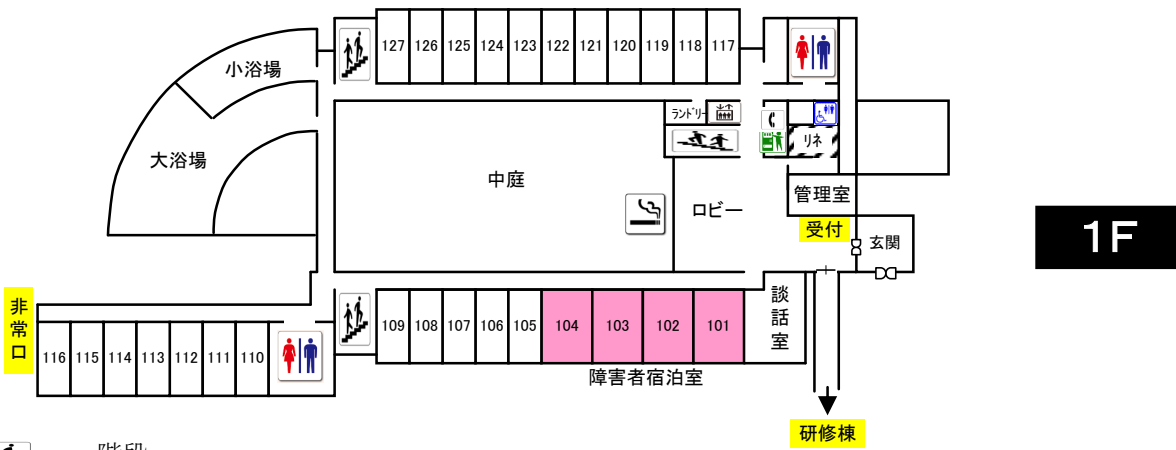 127 126 125 124 123 122 121 120 119 118 117
小浴場
ランドリー
大浴場
リネ
中庭
管理室
ロビー
受付
玄関
1F
非常口
109 108 107 106 105 104 103 102 101
談話室
116 115 114 113 112 111 110
障害者宿泊室
研修棟
階段